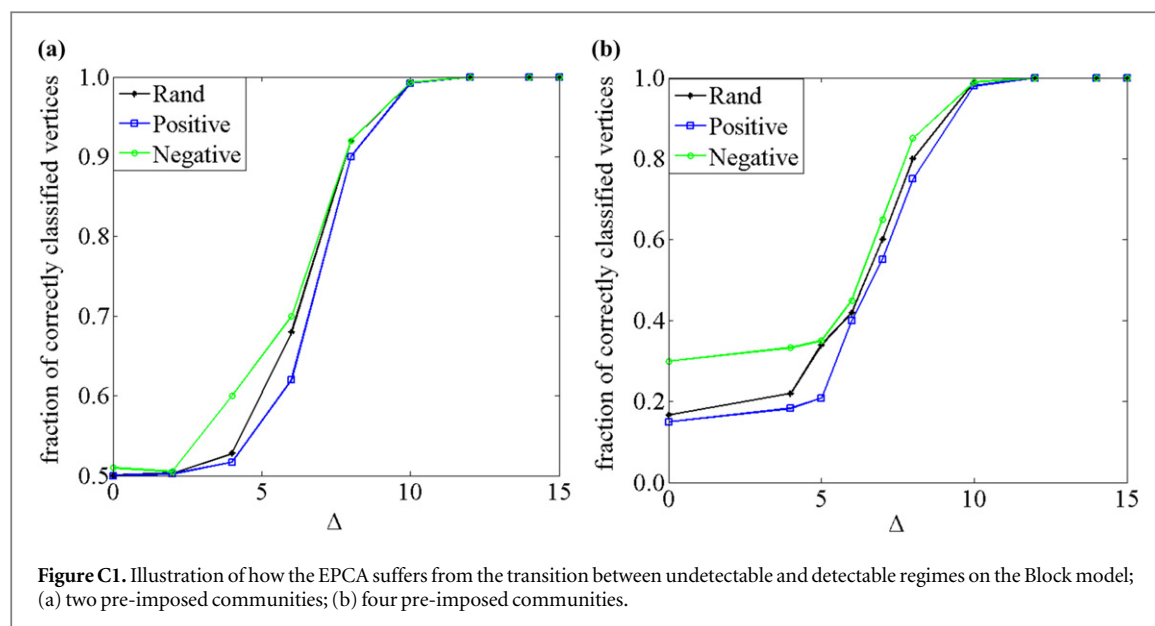 (a)
1.0
Rand
Positive
Negative
0.9
0.8
0.7
0.6
0.5
0
5
10
15
Δ
fraction of correctly classified vertices
(b)
1.0
Rand
Positive
Negative
0.8
0.6
0.4
0.2
0.0
0
5
10
15
Δ
fraction of correctly classified vertices
Figure C1. Illustration of how the EPCA suffers from the transition between undetectable and detectable regimes on the Block model;
(a) two pre-imposed communities; (b) four pre-imposed communities.